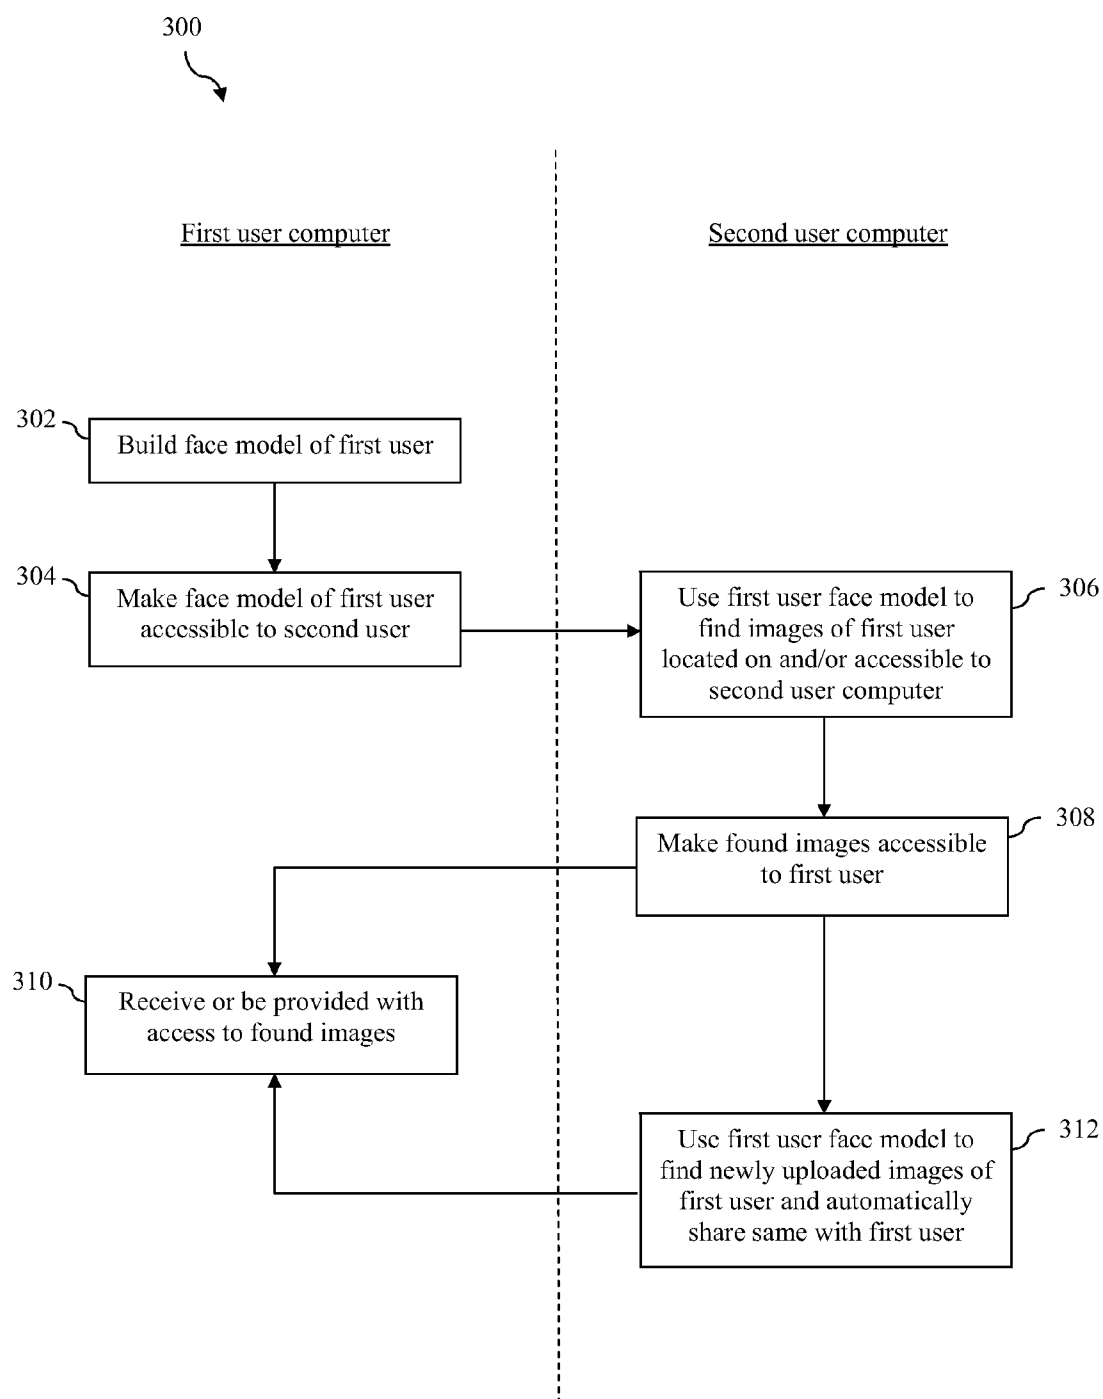 300
First user computer
Second user computer
302
Build face model of first user
304
Make face model of first user
accessible to second user
306
Use first user face model to
find images of first user
located on and/or accessible to
second user computer
308
Make found images accessible
to first user
310
Receive or be provided with
access to found images
312
Use first user face model to
find newly uploaded images of
first user and automatically
share same with first user